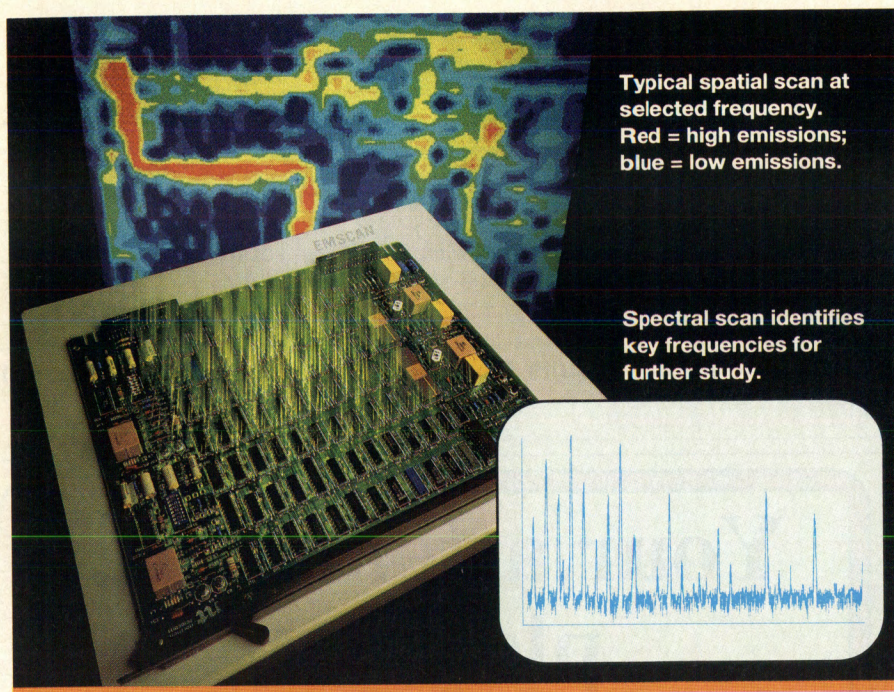 Typical spatial scan at
selected frequency.
Red = high emissions;
blue = low emissions.
EMSCAN
Spectral scan identifies
key frequencies for
further study.